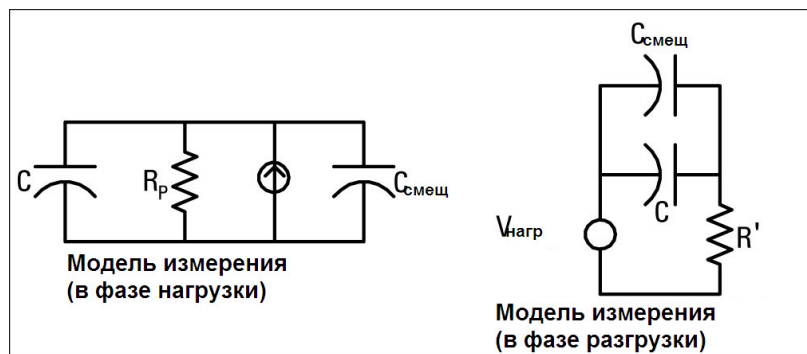 C
Rₚ
Cсмещ
Модель измерения
(в фазе нагрузки)
Cсмещ
C
Vнагр
R'
Модель измерения
(в фазе разгрузки)